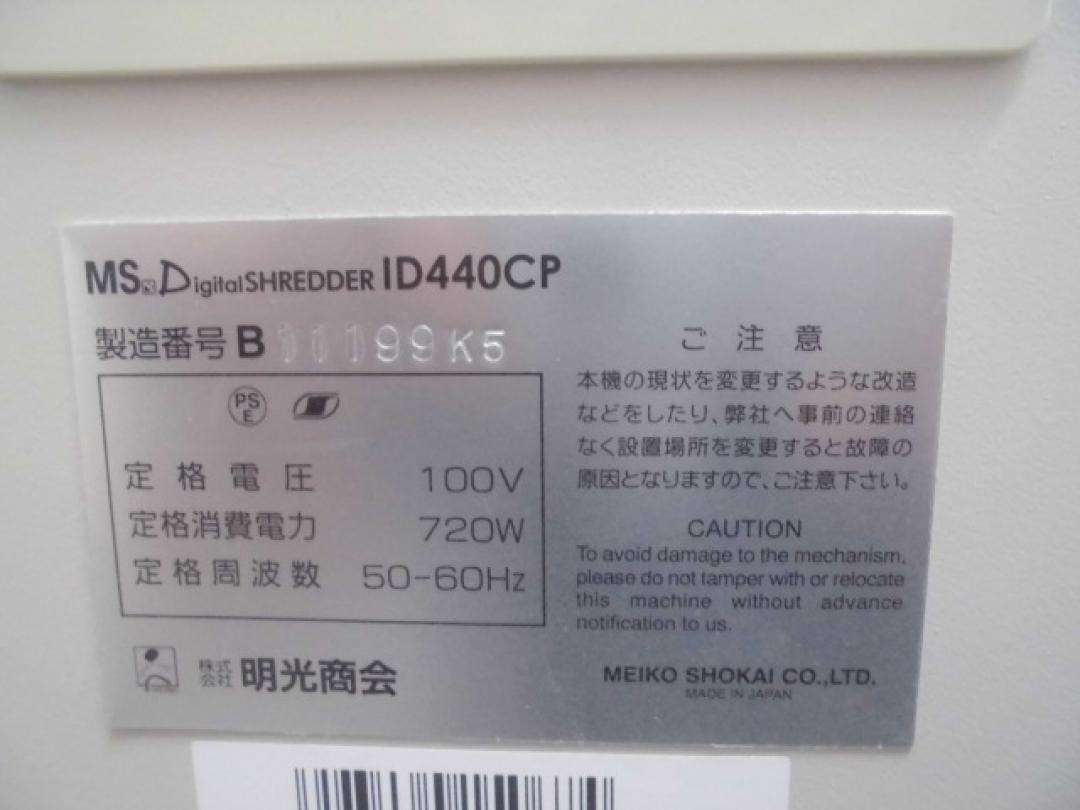 MS Digital SHREDDER ID440CP
製造番号 B 11199K5
PS
E
定格電圧 100V
定格消費電力 720W
定格周波数 50-60Hz
株式
会社 明光商会
ご注意
本機の現状を変更するような改造
などをしたり、弊社へ事前の連絡
なく設置場所を変更すると故障の
原因となりますので、ご注意下さい。
CAUTION
To avoid damage to the mechanism,
please do not tamper with or relocate
this machine without advance
notification to us.
MEIKO SHOKAI CO.,LTD.
MADE IN JAPAN